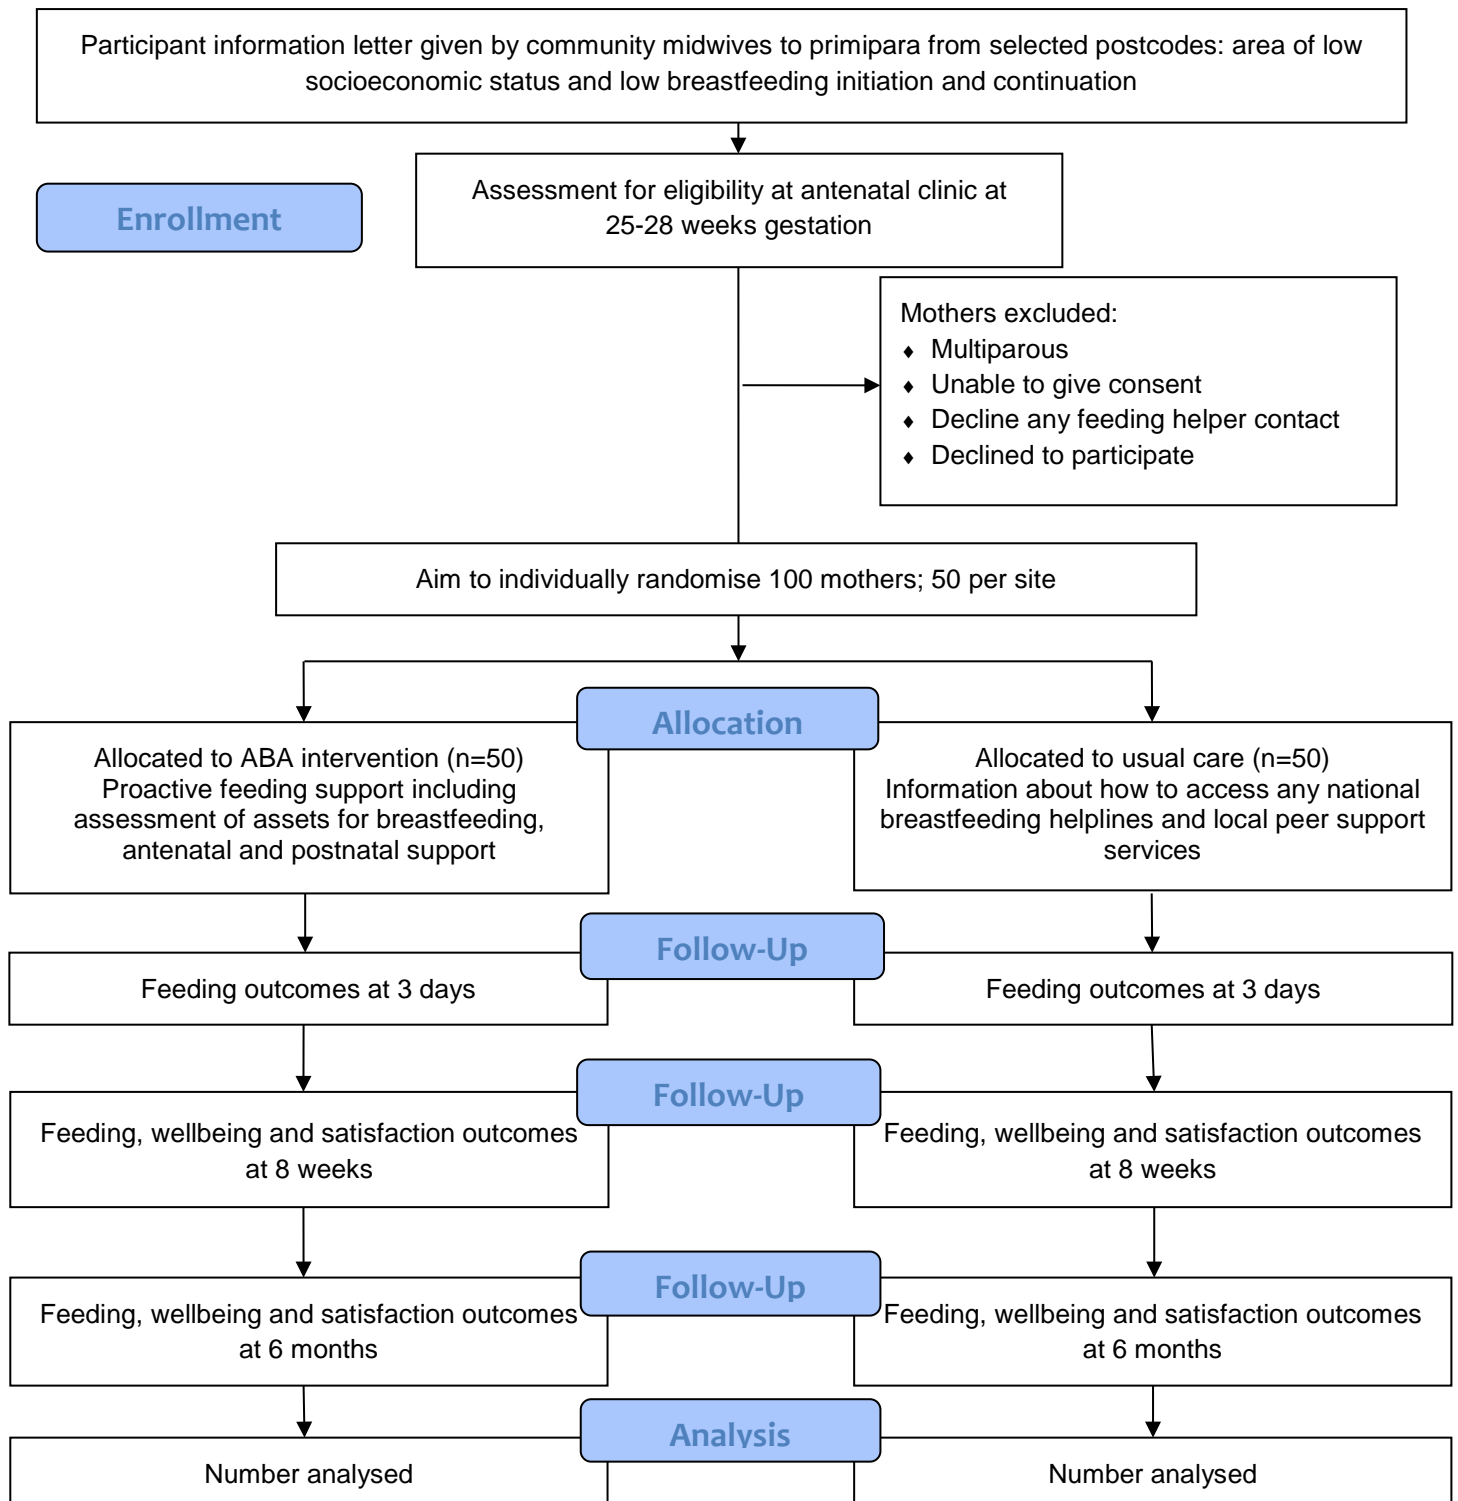 Participant information letter given by community midwives to primipara from selected postcodes: area of low
socioeconomic status and low breastfeeding initiation and continuation
Enrollment
Assessment for eligibility at antenatal clinic at
25-28 weeks gestation
Mothers excluded:
♦ Multiparous
♦ Unable to give consent
♦ Decline any feeding helper contact
♦ Declined to participate
Aim to individually randomise 100 mothers; 50 per site
Allocation
Allocated to ABA intervention (n=50)
Proactive feeding support including
assessment of assets for breastfeeding,
antenatal and postnatal support
Allocated to usual care (n=50)
Information about how to access any national
breastfeeding helplines and local peer support
services
Follow-Up
Feeding outcomes at 3 days
Feeding outcomes at 3 days
Follow-Up
Feeding, wellbeing and satisfaction outcomes
at 8 weeks
Feeding, wellbeing and satisfaction outcomes
at 8 weeks
Follow-Up
Feeding, wellbeing and satisfaction outcomes
at 6 months
Feeding, wellbeing and satisfaction outcomes
at 6 months
Analysis
Number analysed
Number analysed